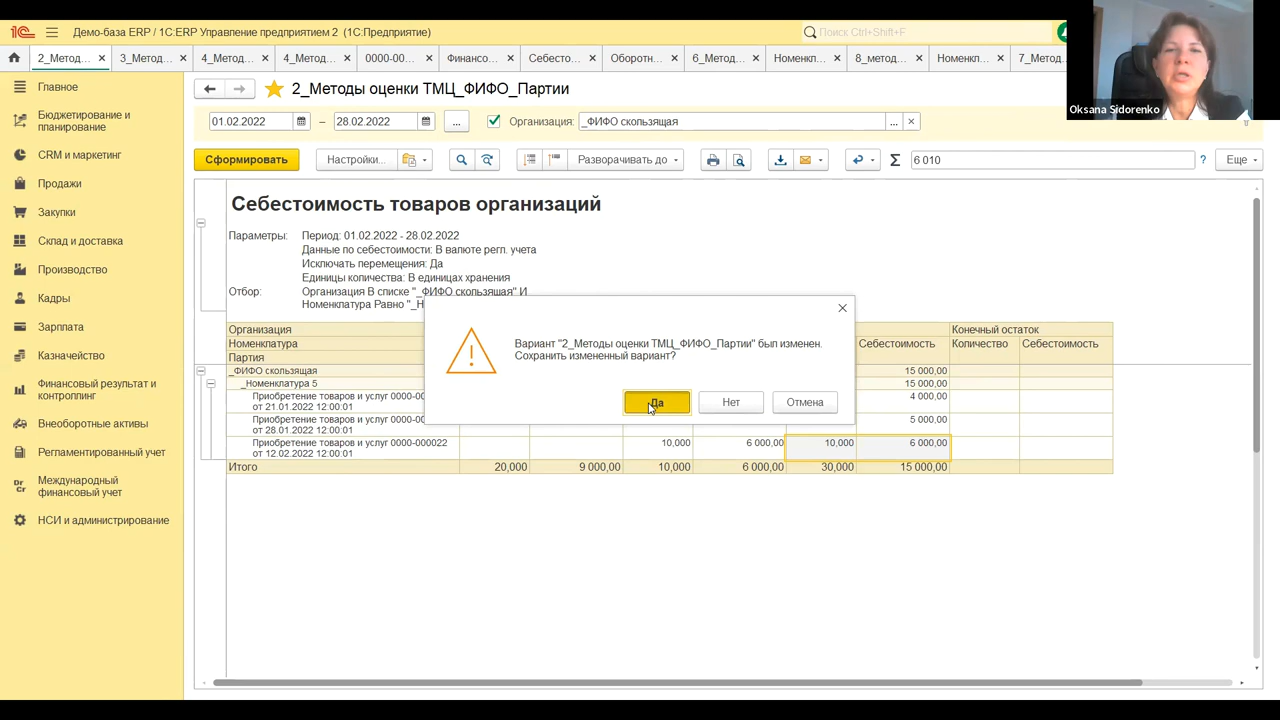 1С Демо-база ERP / 1C:ERP Управление предприятием 2 (1С:Предприятие)
Поиск Ctrl+Shift+F
2_Метод... × 3_Метод... × 4_Метод... × 4_Метод... × 0000-00... × Финансо... × Себесто... × Оборотн... × 6_Метод... × Номенкл... × 8_метод... × Номенкл... × 7_Метод
Oksana Sidorenko
Главное
Бюджетирование и
планирование
CRM и маркетинг
Продажи
Закупки
Склад и доставка
Производство
Кадры
Зарплата
Казначейство
Финансовый результат и
контроллинг
Внеоборотные активы
Регламентированный учет
Международный
финансовый учет
НСИ и администрирование
2_Методы оценки ТМЦ_ФИФО_Партии
01.02.2022 – 28.02.2022 ... Организация: _ФИФО скользящая ... ×
Сформировать Настройки... Разворачивать до Σ 6 010 ? Еще
Себестоимость товаров организаций
Параметры: Период: 01.02.2022 - 28.02.2022
Данные по себестоимости: В валюте регл. учета
Исключать перемещения: Да
Единицы количества: В единицах хранения
Отбор: Организация В списке "_ФИФО скользящая" И
Номенклатура Равно "_Н
Вариант "2_Методы оценки ТМЦ_ФИФО_Партии" был изменен.
Сохранить измененный вариант?
Да Нет Отмена
Организация Конечный остаток
Номенклатура Себестоимость Количество Себестоимость
Партия
_ФИФО скользящая 15 000,00
_Номенклатура 5 15 000,00
Приобретение товаров и услуг 0000-00 4 000,00
от 21.01.2022 12:00:01
Приобретение товаров и услуг 0000-00 5 000,00
от 28.01.2022 12:00:01
Приобретение товаров и услуг 0000-000022 10,000 6 000,00 10,000 6 000,00
от 12.02.2022 12:00:01
Итого 20,000 9 000,00 10,000 6 000,00 30,000 15 000,00